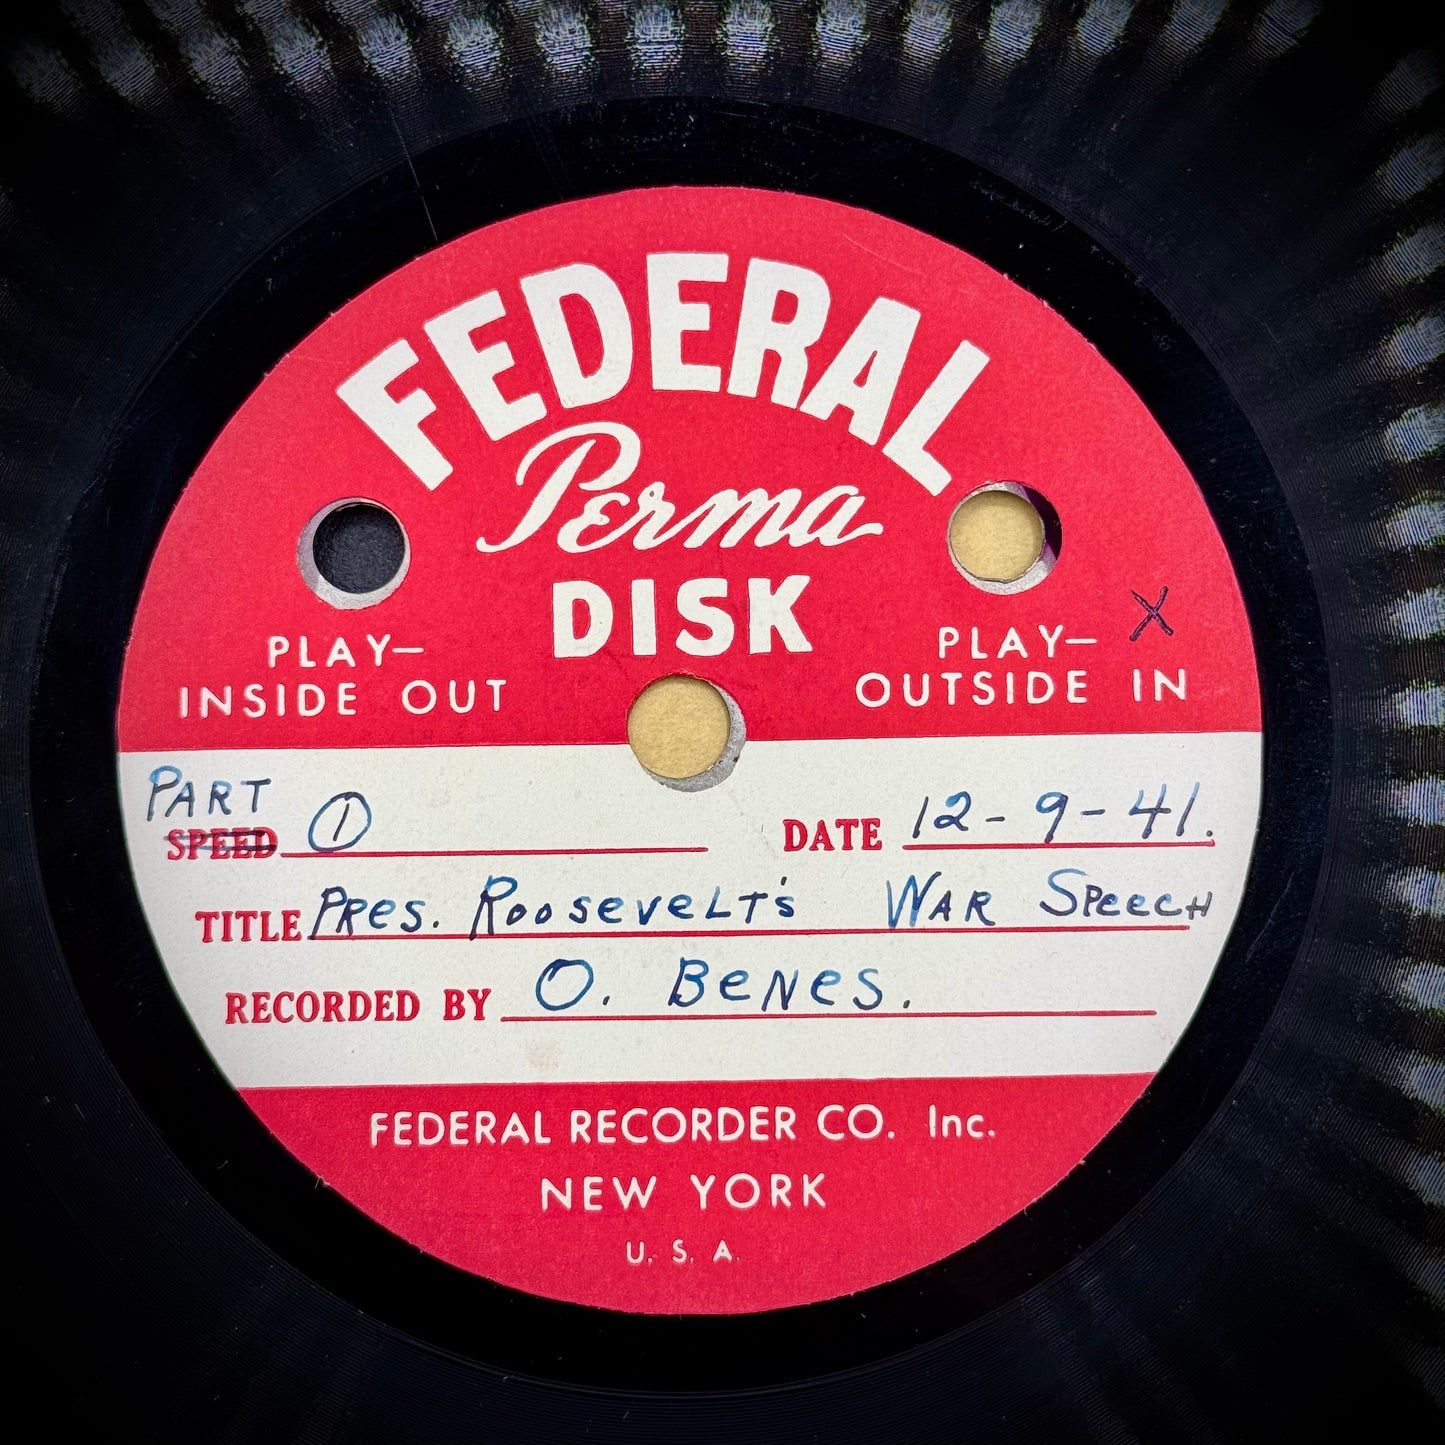 FEDERAL
Perma
DISK
PLAY— INSIDE OUT
PLAY— X OUTSIDE IN
PART
SPEED ① DATE 12-9-41.
TITLE PRES. ROOSEVELT'S WAR SPEECH
RECORDED BY O. BENES.
FEDERAL RECORDER CO. Inc.
NEW YORK
U. S. A.